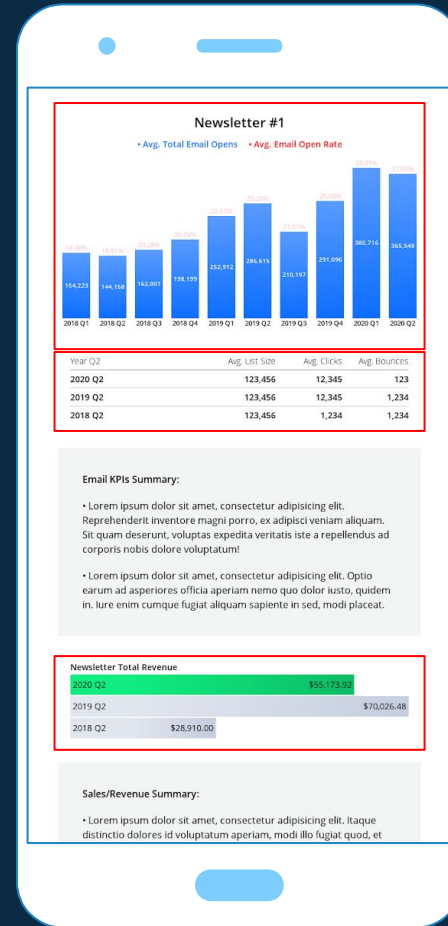 Newsletter #1
• Avg. Total Email Opens • Avg. Email Open Rate
154,223 144,158 162,001 198,199 252,912 286,615 210,197 291,096 380,716 365,548
2018 Q1 2018 Q2 2018 Q3 2018 Q4 2019 Q1 2019 Q2 2019 Q3 2019 Q4 2020 Q1 2020 Q2
Year Q2 Avg. List Size Avg. Clicks Avg. Bounces
2020 Q2 123,456 12,345 123
2019 Q2 123,456 12,345 1,234
2018 Q2 123,456 1,234 1,234
Email KPIs Summary:
• Lorem ipsum dolor sit amet, consectetur adipisicing elit.
Reprehenderit inventore magni porro, ex adipisci veniam aliquam.
Sit quam deserunt, voluptas expedita veritatis iste a repellendus ad
corporis nobis dolore voluptatum!
• Lorem ipsum dolor sit amet, consectetur adipisicing elit. Optio
earum ad asperiores officia aperiam nemo quo dolor iusto, quidem
in. Iure enim cumque fugiat aliquam sapiente in sed, modi placeat.
Newsletter Total Revenue
2020 Q2 $55,173.92
2019 Q2 $70,026.48
2018 Q2 $28,910.00
Sales/Revenue Summary:
• Lorem ipsum dolor sit amet, consectetur adipisicing elit. Itaque
distinctio dolores id voluptatum aperiam, modi illo fugiat quod, et